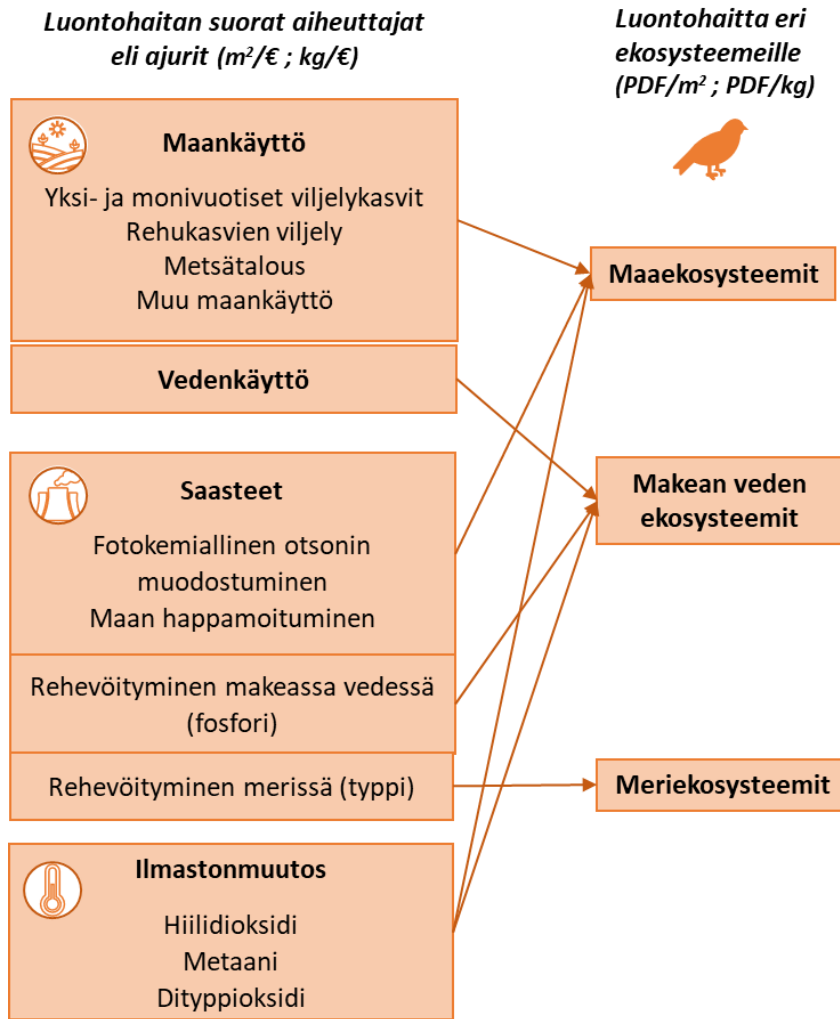 Luontohaitan suorat aiheuttajat
eli ajurit (m²/€ ; kg/€)
Maankäyttö
Yksi- ja monivuotiset viljelykasvit
Rehukasvien viljely
Metsätalous
Muu maankäyttö
Vedenkäyttö
Saasteet
Fotokemiallinen otsonin
muodostuminen
Maan happamoituminen
Rehevöityminen makeassa vedessä
(fosfori)
Rehevöityminen merissä (typpi)
Ilmastonmuutos
Hiilidioksidi
Metaani
Dityppioksidi
Luontohaitta eri
ekosysteemeille
(PDF/m² ; PDF/kg)
Maaekosysteemit
Makean veden
ekosysteemit
Meriekosysteemit